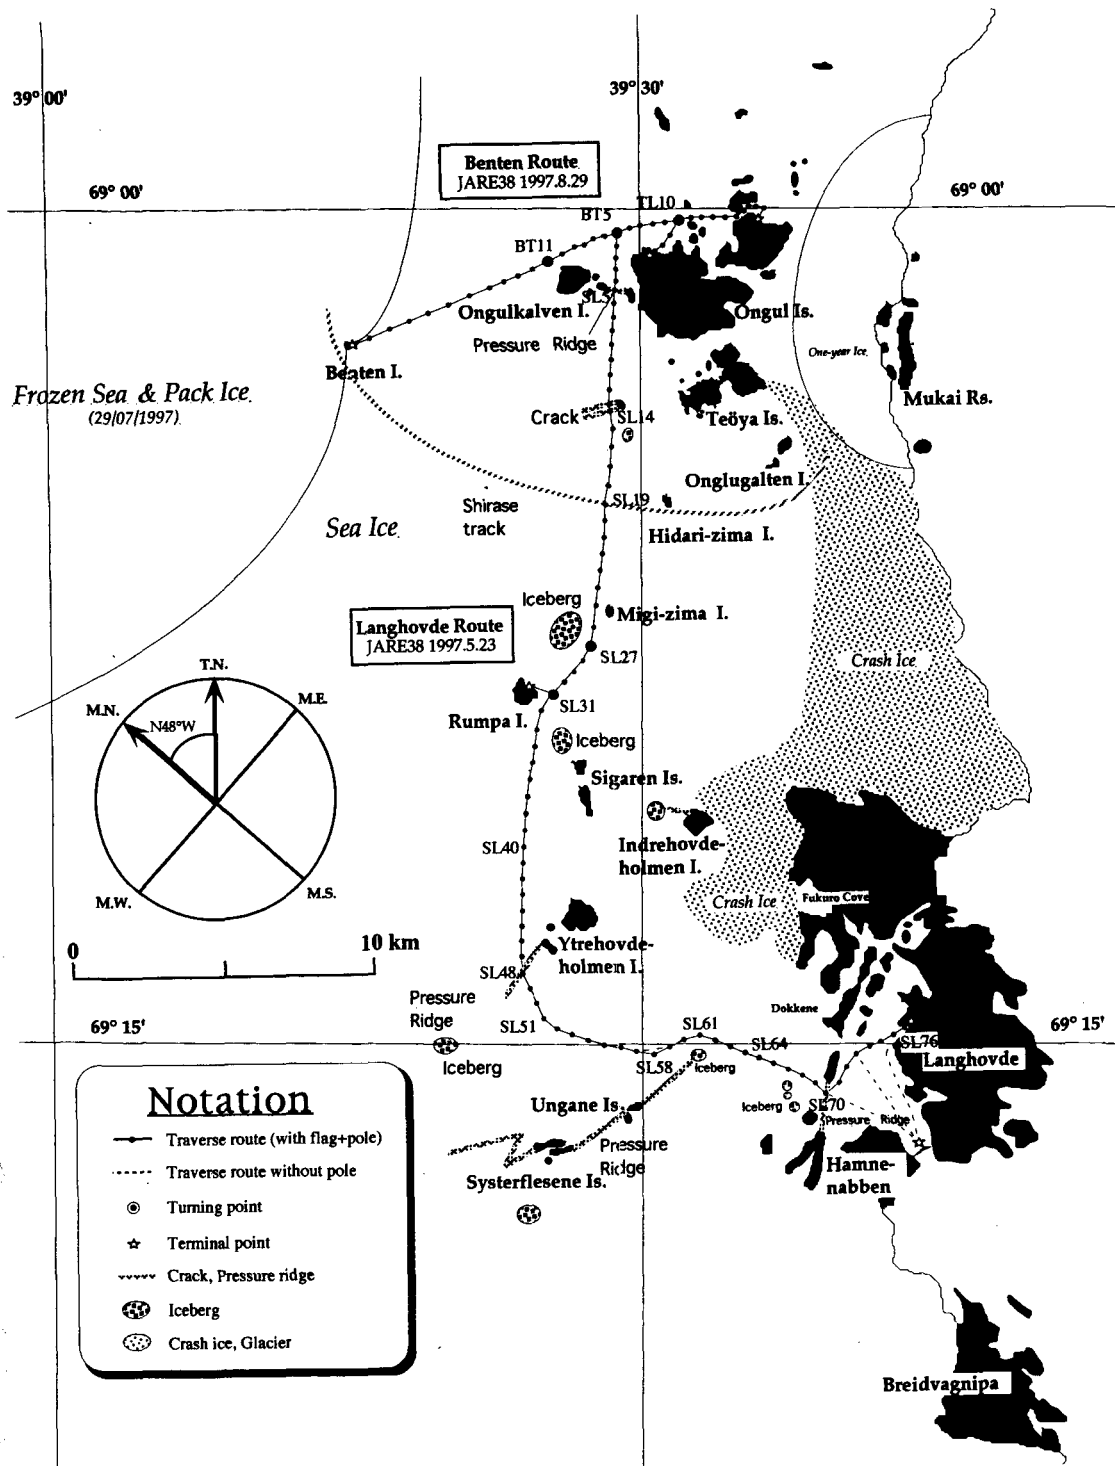 39° 00'
39° 30'
Benten Route
JARE38 1997.8.29
69° 00'
69° 00'
TL10
BT5
BT11
SL5
Ongulkalven I.
Ongul Is.
Pressure Ridge
One-year Ice
Benten I.
Frozen Sea & Pack Ice
(29/07/1997)
Mukai Rs.
Crack
SL14
Teöya Is.
Onglugalten I.
SL19
Shirase
track
Sea Ice
Hidari-zima I.
Iceberg
Migi-zima I.
Langhovde Route
JARE38 1997.5.23
SL27
Crash Ice
T.N.
M.N.
M.E.
N48°W
SL31
Rumpa I.
Iceberg
Sigaren Is.
SL40
Indrehovde-
holmen I.
M.W.
M.S.
Crash Ice
Fukuro Cove
0
10 km
Ytrehovde-
holmen I.
SL48
Pressure
Ridge
Dokkene
69° 15'
SL51
SL61
69° 15'
SL64
SL76
Langhovde
Iceberg
SL58
Iceberg
Ungane Is.
Iceberg
SL70
Pressure Ridge
Pressure
Ridge
Hamne-
nabben
Systerflesene Is.
Notation
Traverse route (with flag+pole)
Traverse route without pole
Turning point
Terminal point
Crack, Pressure ridge
Iceberg
Crash ice, Glacier
Breidvagnipa